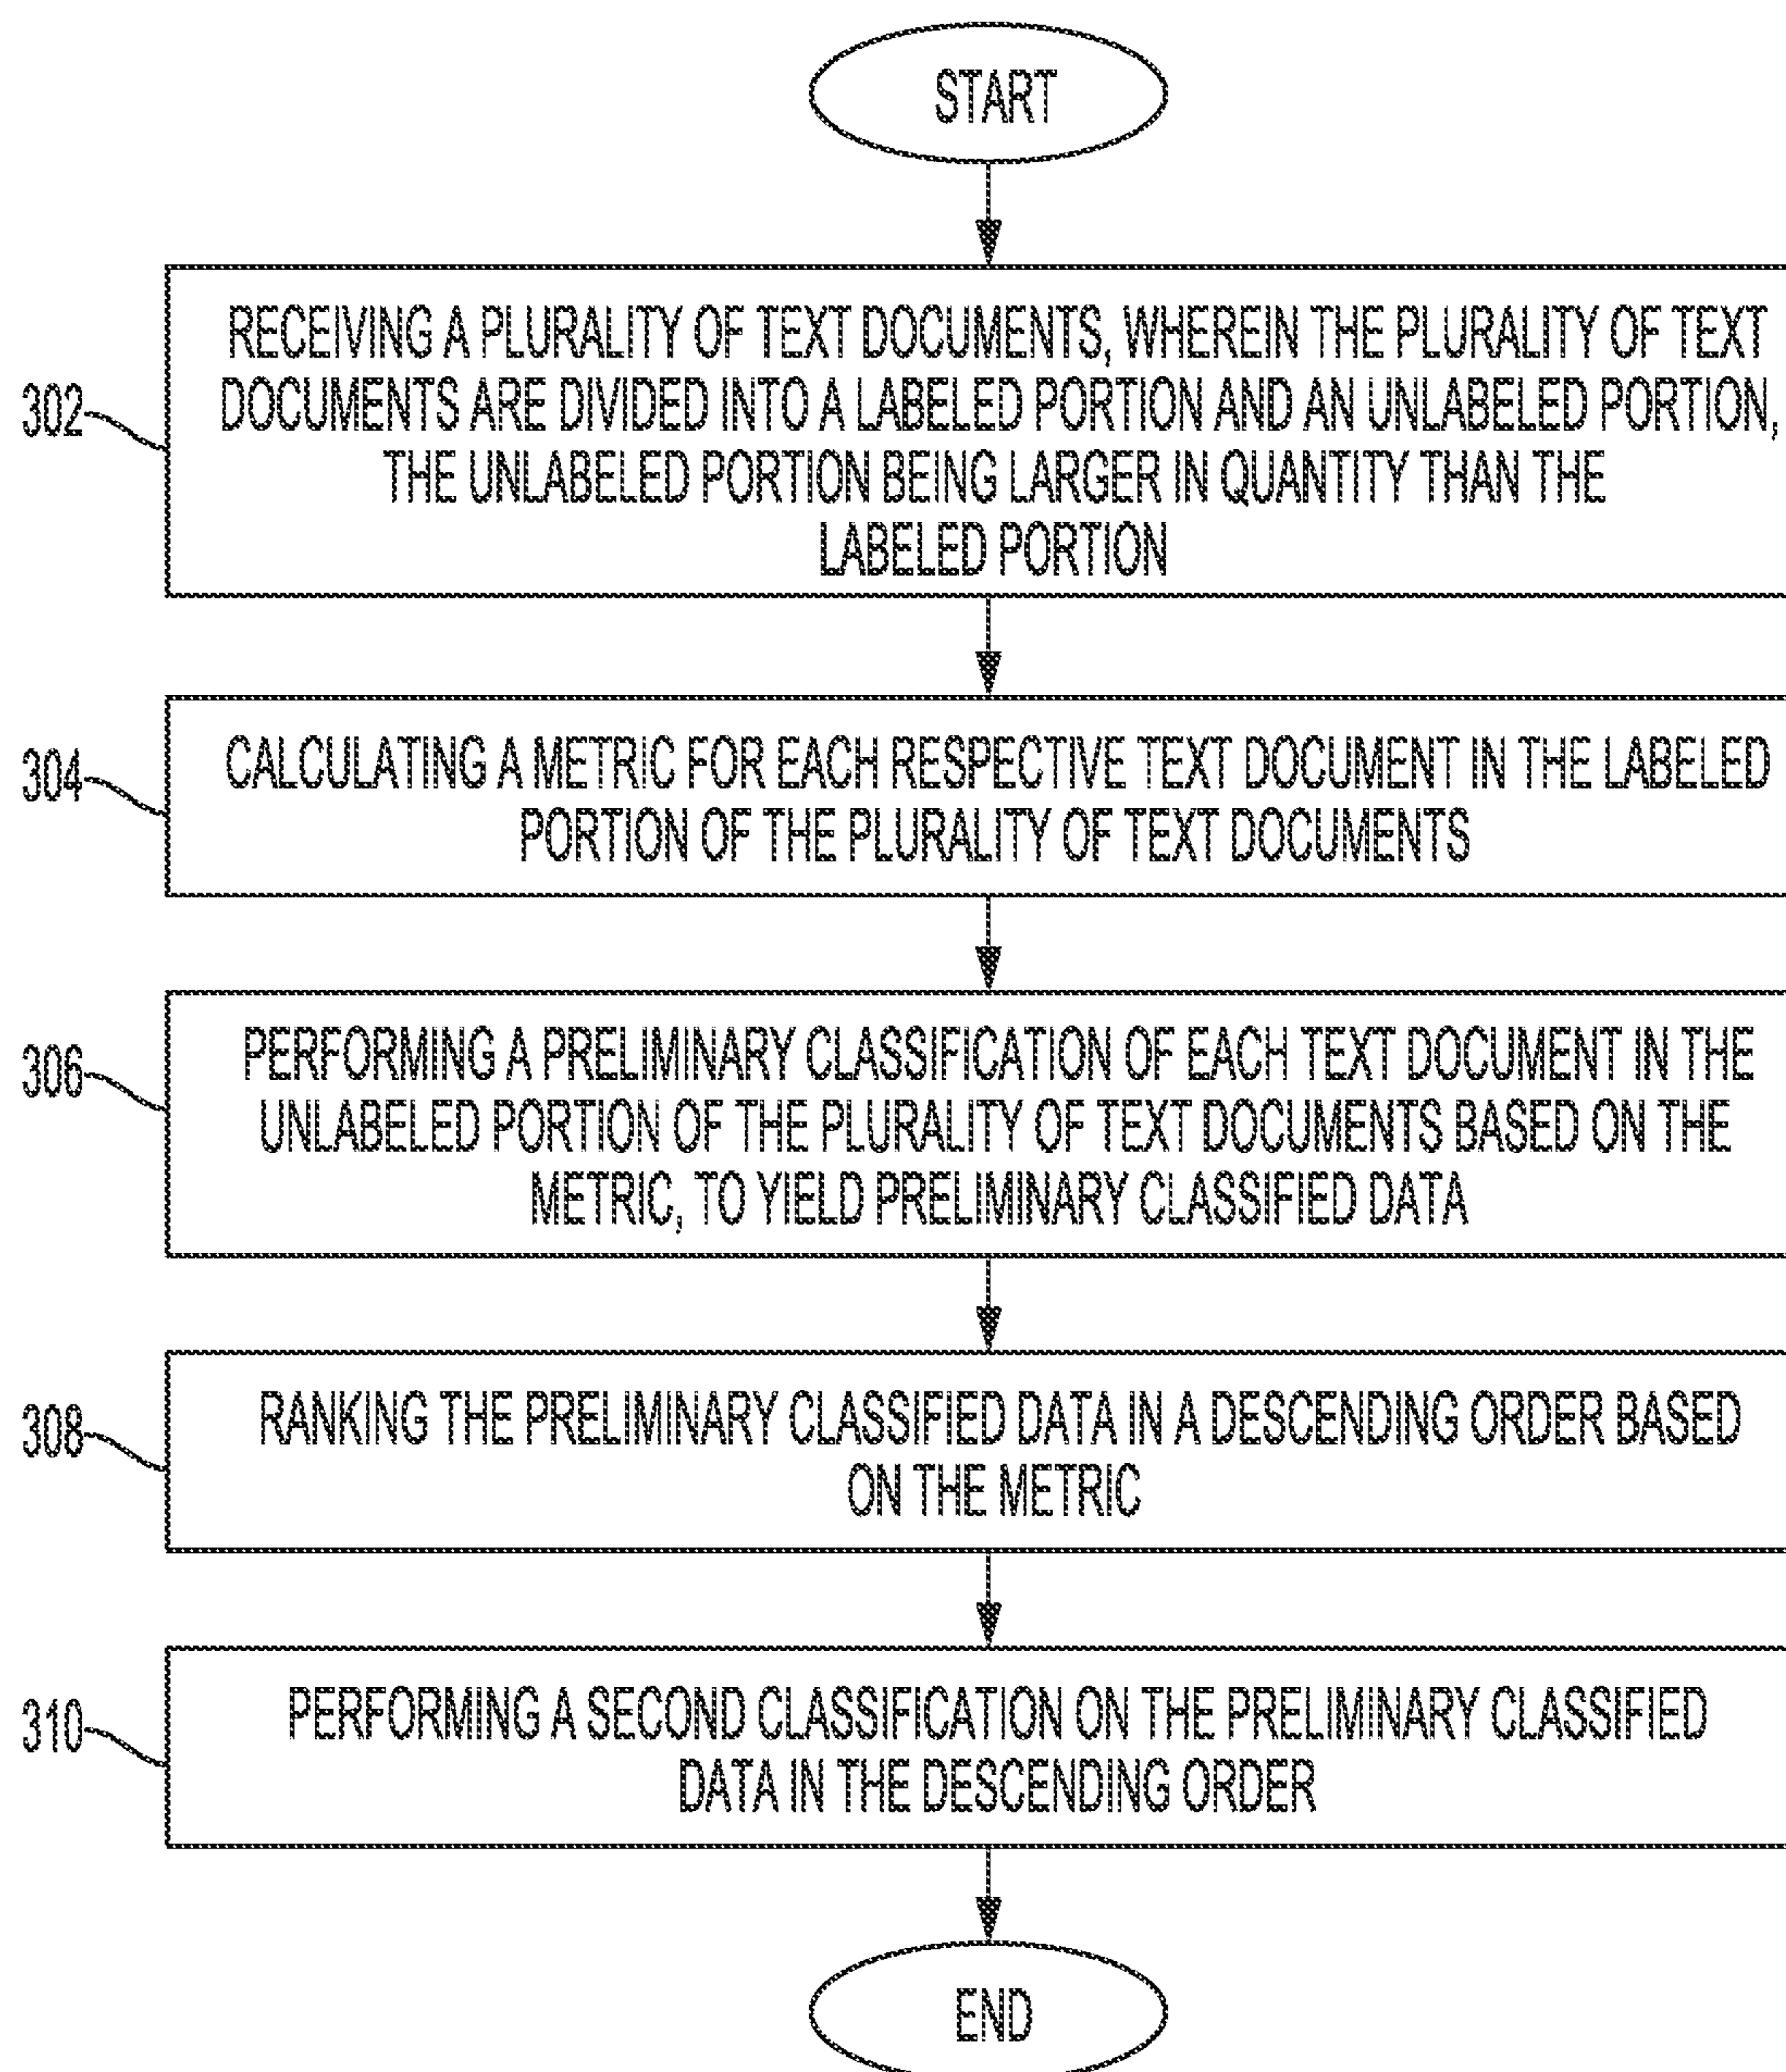 START
302
RECEIVING A PLURALITY OF TEXT DOCUMENTS, WHEREIN THE PLURALITY OF TEXT
DOCUMENTS ARE DIVIDED INTO A LABELED PORTION AND AN UNLABELED PORTION,
THE UNLABELED PORTION BEING LARGER IN QUANTITY THAN THE
LABELED PORTION
304
CALCULATING A METRIC FOR EACH RESPECTIVE TEXT DOCUMENT IN THE LABELED
PORTION OF THE PLURALITY OF TEXT DOCUMENTS
306
PERFORMING A PRELIMINARY CLASSIFICATION OF EACH TEXT DOCUMENT IN THE
UNLABELED PORTION OF THE PLURALITY OF TEXT DOCUMENTS BASED ON THE
METRIC, TO YIELD PRELIMINARY CLASSIFIED DATA
308
RANKING THE PRELIMINARY CLASSIFIED DATA IN A DESCENDING ORDER BASED
ON THE METRIC
310
PERFORMING A SECOND CLASSIFICATION ON THE PRELIMINARY CLASSIFIED
DATA IN THE DESCENDING ORDER
END